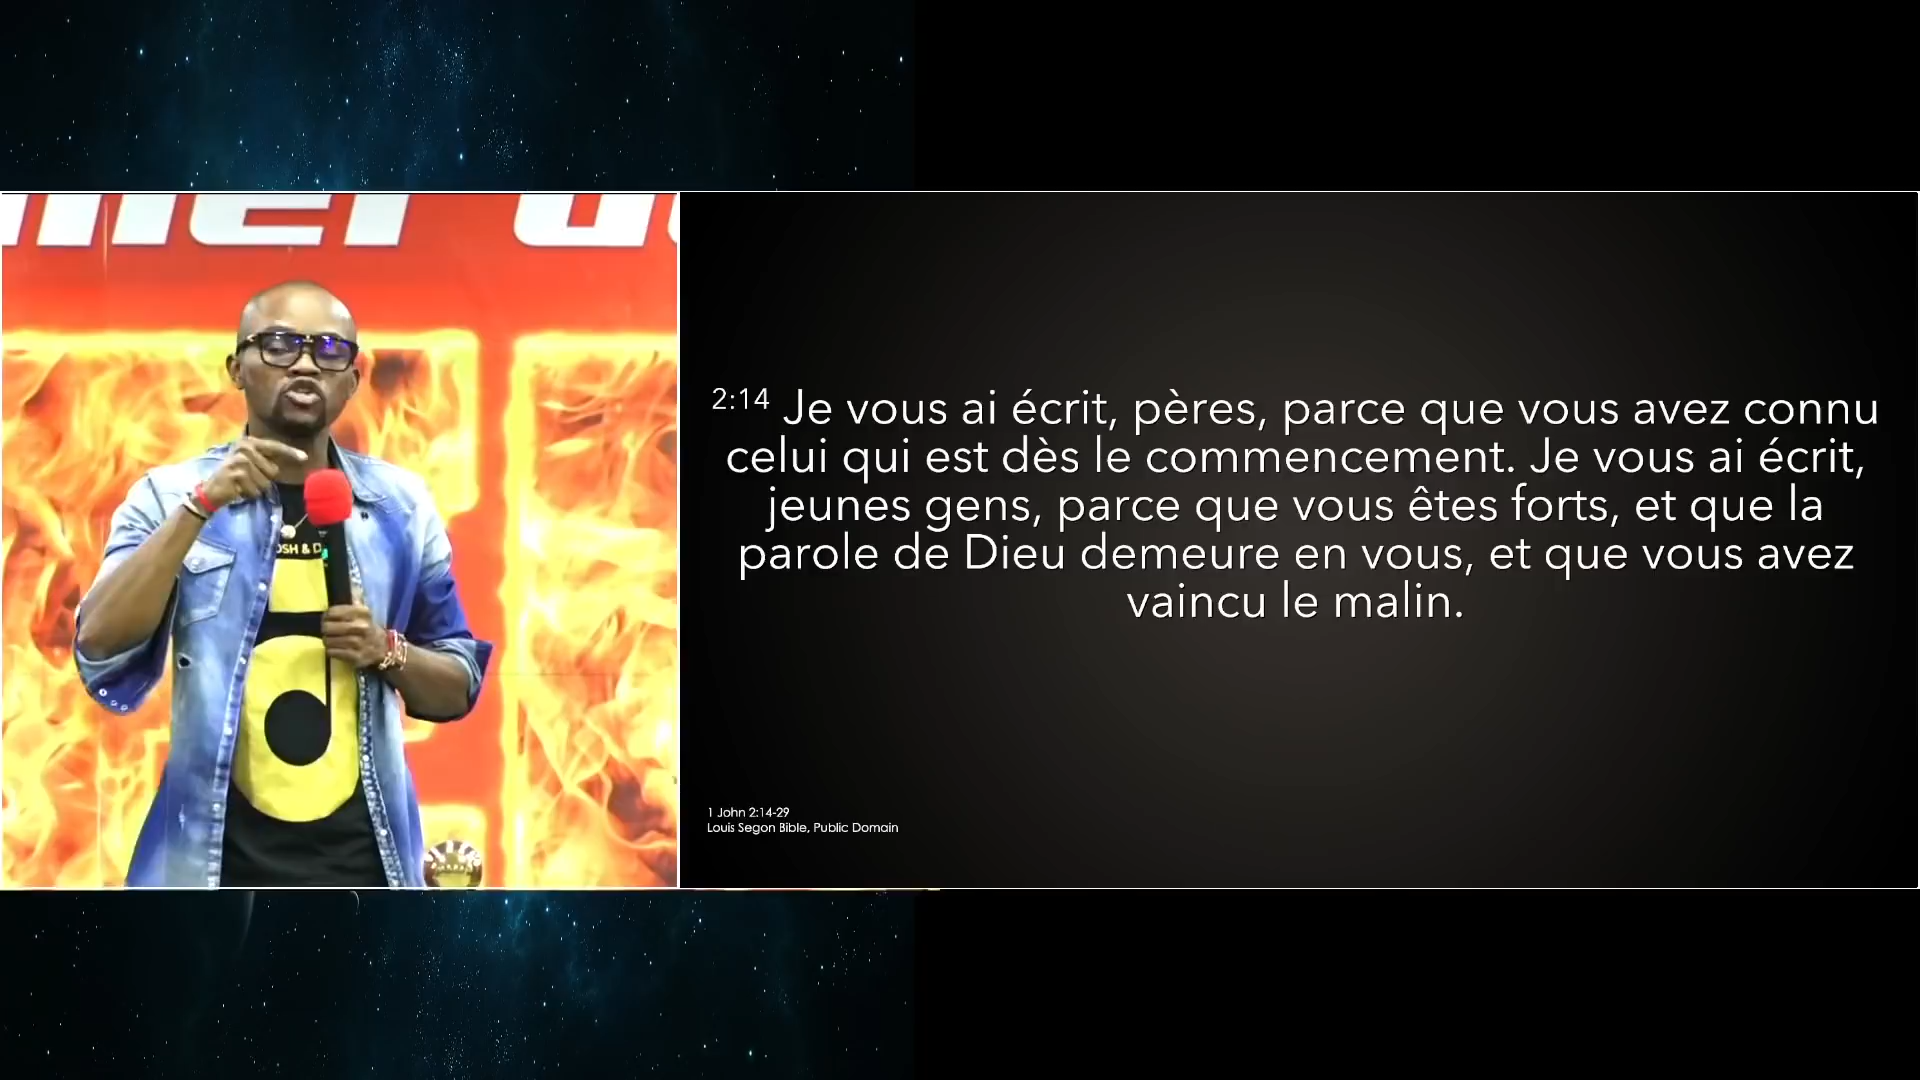 OSH & D
2:14 Je vous ai écrit, pères, parce que vous avez connu
celui qui est dès le commencement. Je vous ai écrit,
jeunes gens, parce que vous êtes forts, et que la
parole de Dieu demeure en vous, et que vous avez
vaincu le malin.
1 John 2:14-29
Louis Segon Bible, Public Domain